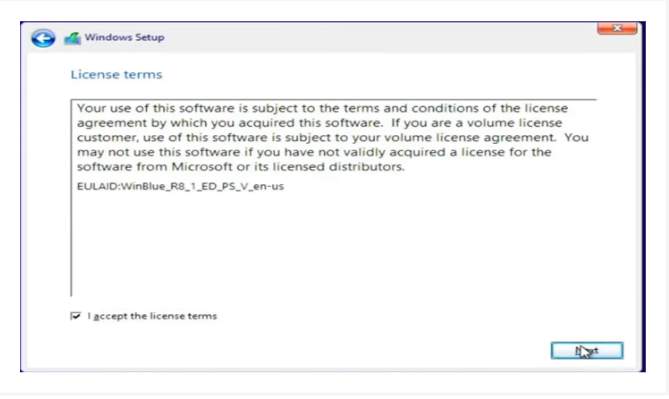 Windows Setup
License terms
Your use of this software is subject to the terms and conditions of the license
agreement by which you acquired this software. If you are a volume license
customer, use of this software is subject to your volume license agreement. You
may not use this software if you have not validly acquired a license for the
software from Microsoft or its licensed distributors.
EULAID:WinBlue_R8_1_ED_PS_V_en-us
I accept the license terms
Next